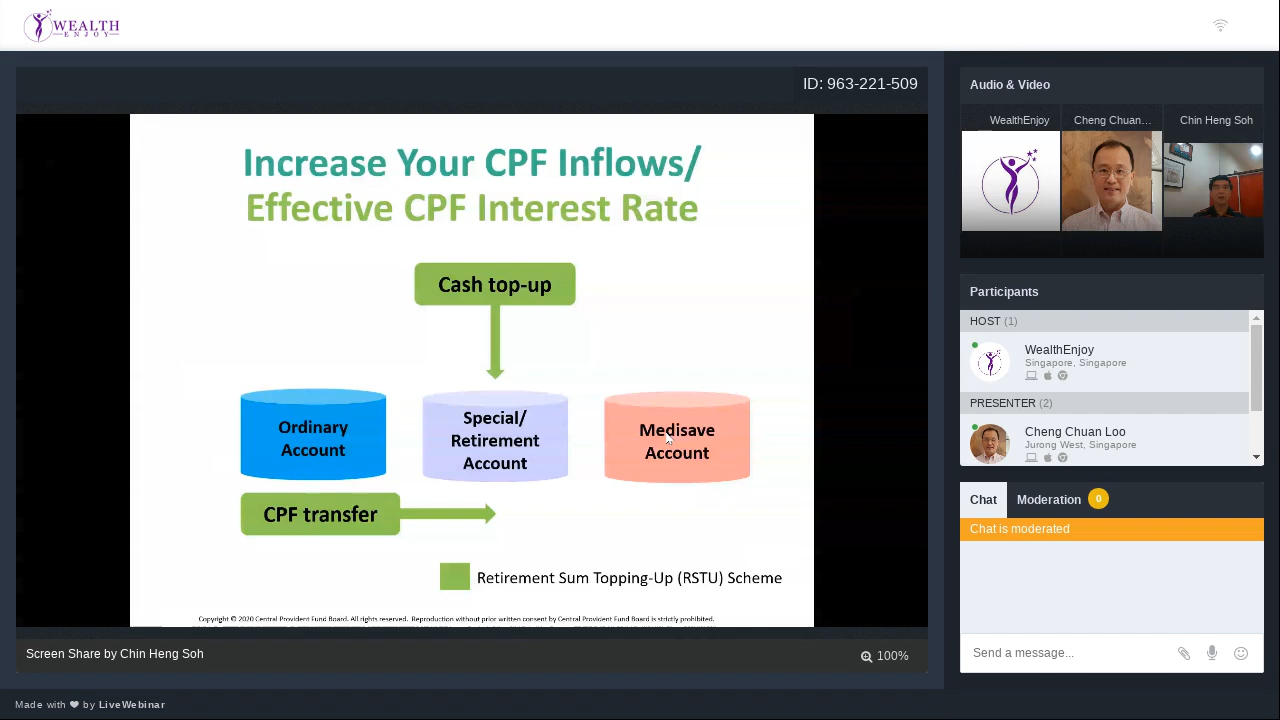 WEALTH
ENJOY
ID: 963-221-509
Increase Your CPF Inflows/
Effective CPF Interest Rate
Cash top-up
Ordinary
Account
Special/
Retirement
Account
Medisave
Account
CPF transfer
Retirement Sum Topping-Up (RSTU) Scheme
Copyright © 2020 Central Provident Fund Board. All rights reserved. Reproduction without prior written consent by Central Provident Fund Board is strictly prohibited.
Screen Share by Chin Heng Soh
100%
Audio & Video
WealthEnjoy
Cheng Chuan...
Chin Heng Soh
Participants
HOST (1)
WealthEnjoy
Singapore, Singapore
PRESENTER (2)
Cheng Chuan Loo
Jurong West, Singapore
Chat
Moderation
0
Chat is moderated
Send a message...
Made with ❤ by LiveWebinar